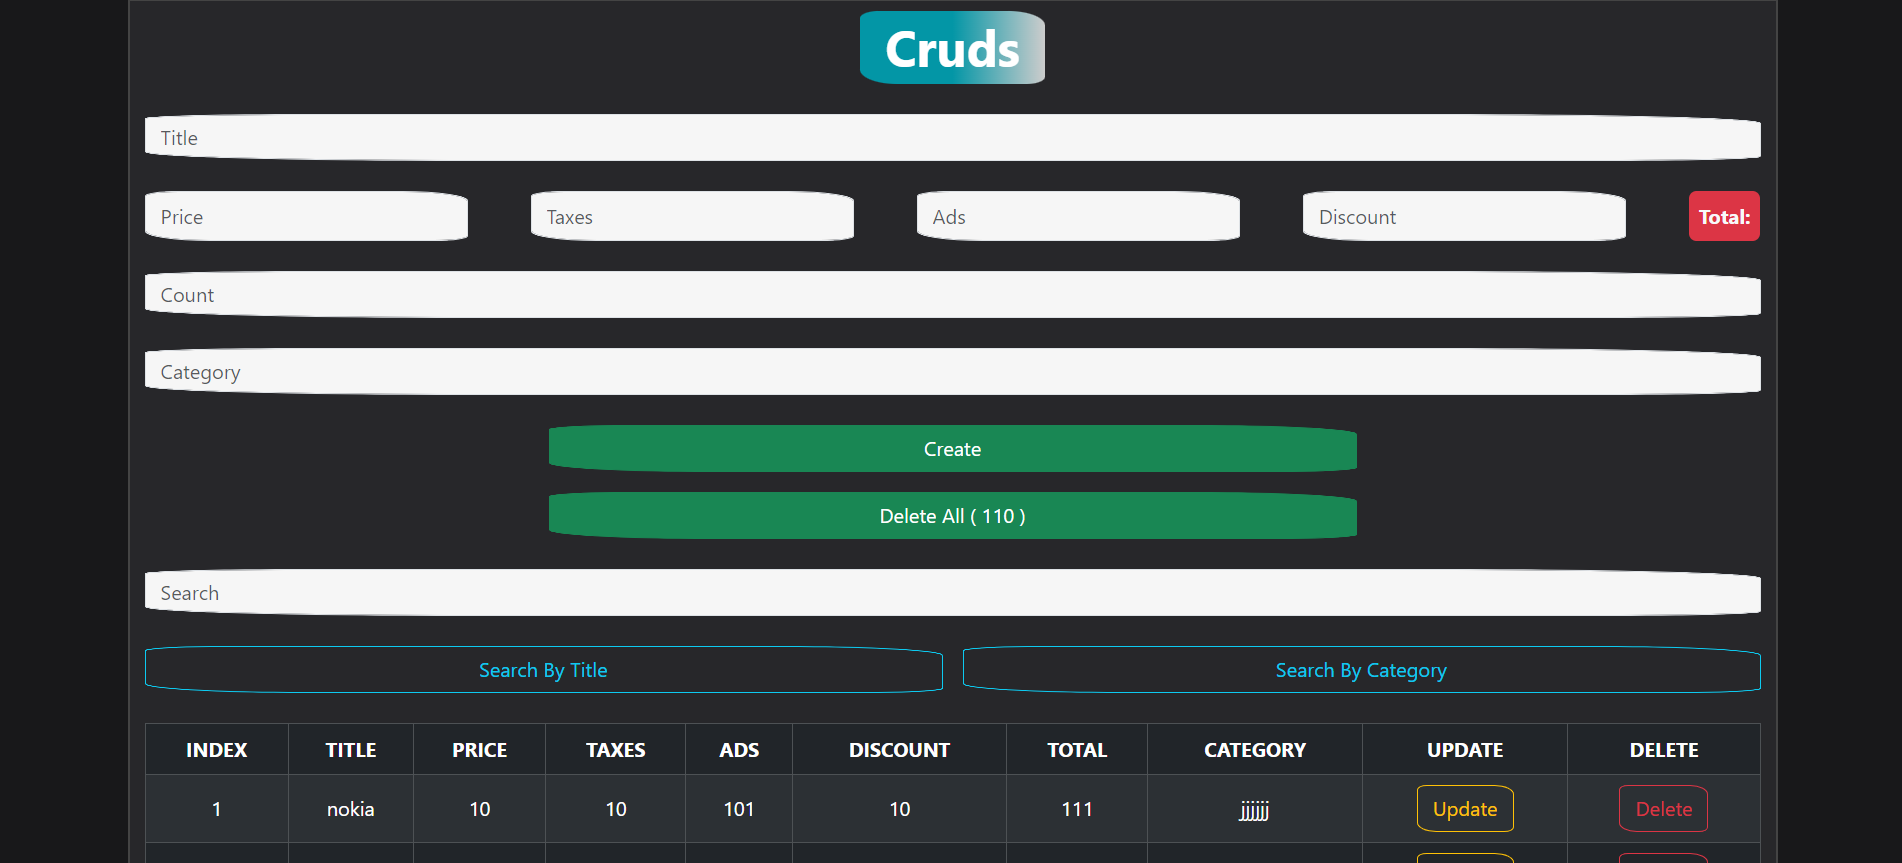 Cruds
Title
Price Taxes Ads Discount Total:
Count
Category
Create
Delete All ( 110 )
Search
Search By Title Search By Category
INDEX TITLE PRICE TAXES ADS DISCOUNT TOTAL CATEGORY UPDATE DELETE
1 nokia 10 10 101 10 111 jjjjjj Update Delete